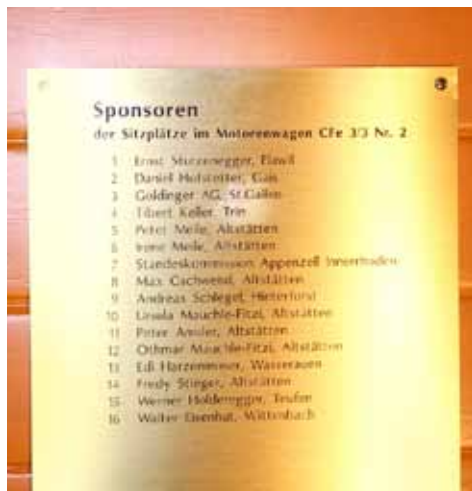 Sponsoren
der Sitzplätze im Motorenwagen CFe 3/3 Nr. 2
1 Ernst Sturzenegger, Flawil
2 Daniel Hofstetter, Gais
3 Goldinger AG, St.Gallen
4 Tibert Keller, Trin
5 Peter Meile, Altstätten
6 Irene Meile, Altstätten
7 Standeskommission Appenzell Innerrhoden
8 Max Gschwend, Altstätten
9 Andreas Schlegel, Hinterforst
10 Ursula Mauchle-Fitzi, Altstätten
11 Peter Altstätten
12 Othmar Mauchle-Fitzi, Altstätten
13 Edi Wasserauen
14 Fredy Stieger, Altstätten
15 Werner Holderegger, Teufen
16 Walter Eisenhut, Wittenbach